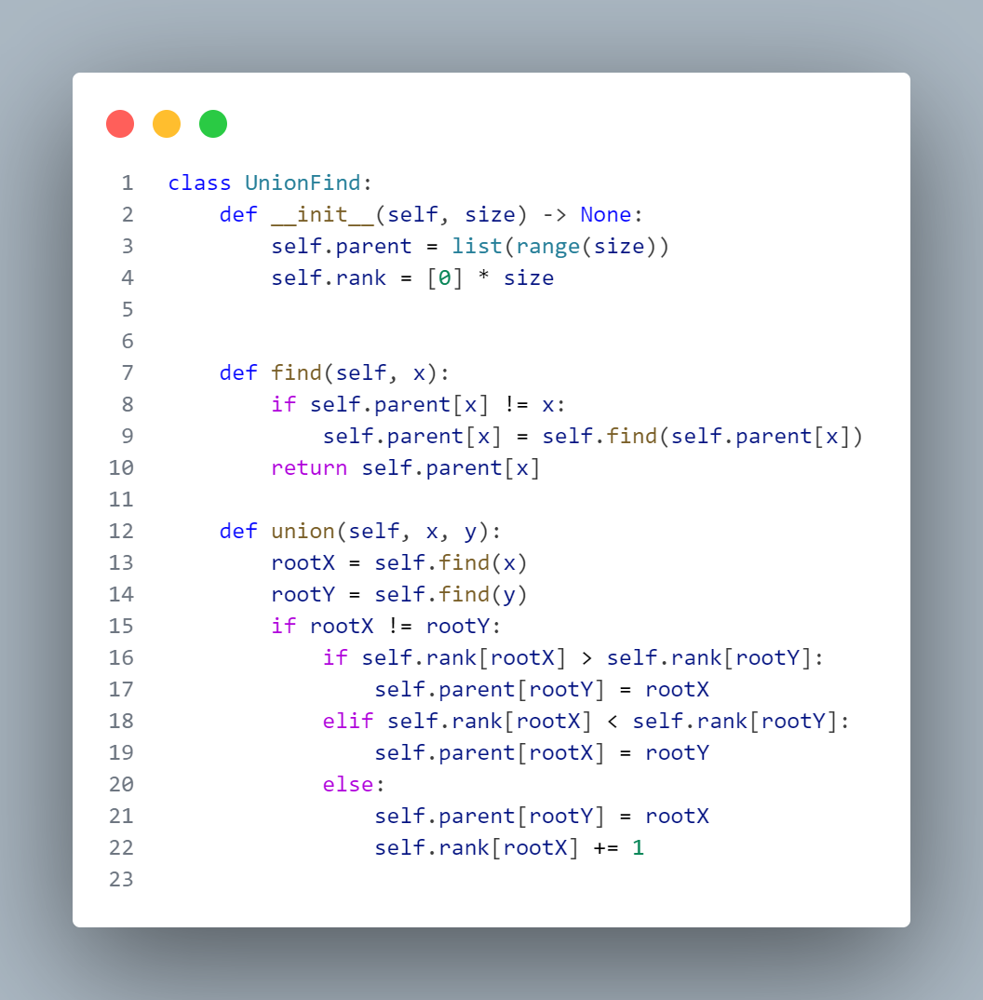 1 class UnionFind:
2     def __init__(self, size) -> None:
3         self.parent = list(range(size))
4         self.rank = [0] * size
5
6
7     def find(self, x):
8         if self.parent[x] != x:
9             self.parent[x] = self.find(self.parent[x])
10         return self.parent[x]
11
12     def union(self, x, y):
13         rootX = self.find(x)
14         rootY = self.find(y)
15         if rootX != rootY:
16             if self.rank[rootX] > self.rank[rootY]:
17                 self.parent[rootY] = rootX
18             elif self.rank[rootX] < self.rank[rootY]:
19                 self.parent[rootX] = rootY
20             else:
21                 self.parent[rootY] = rootX
22                 self.rank[rootX] += 1
23